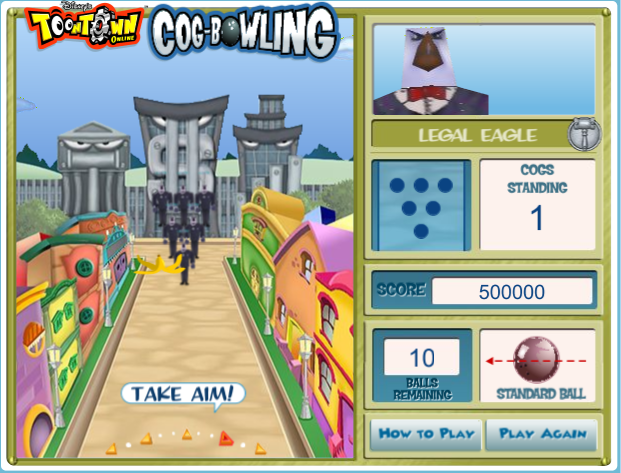 Disney's
TOONTOWN
ONLINE
COG-BOWLING
LEGAL EAGLE
COGS
STANDING
1
SCORE 500000
10
BALLS
REMAINING
STANDARD BALL
TAKE AIM!
HOW TO PLAY
PLAY AGAIN